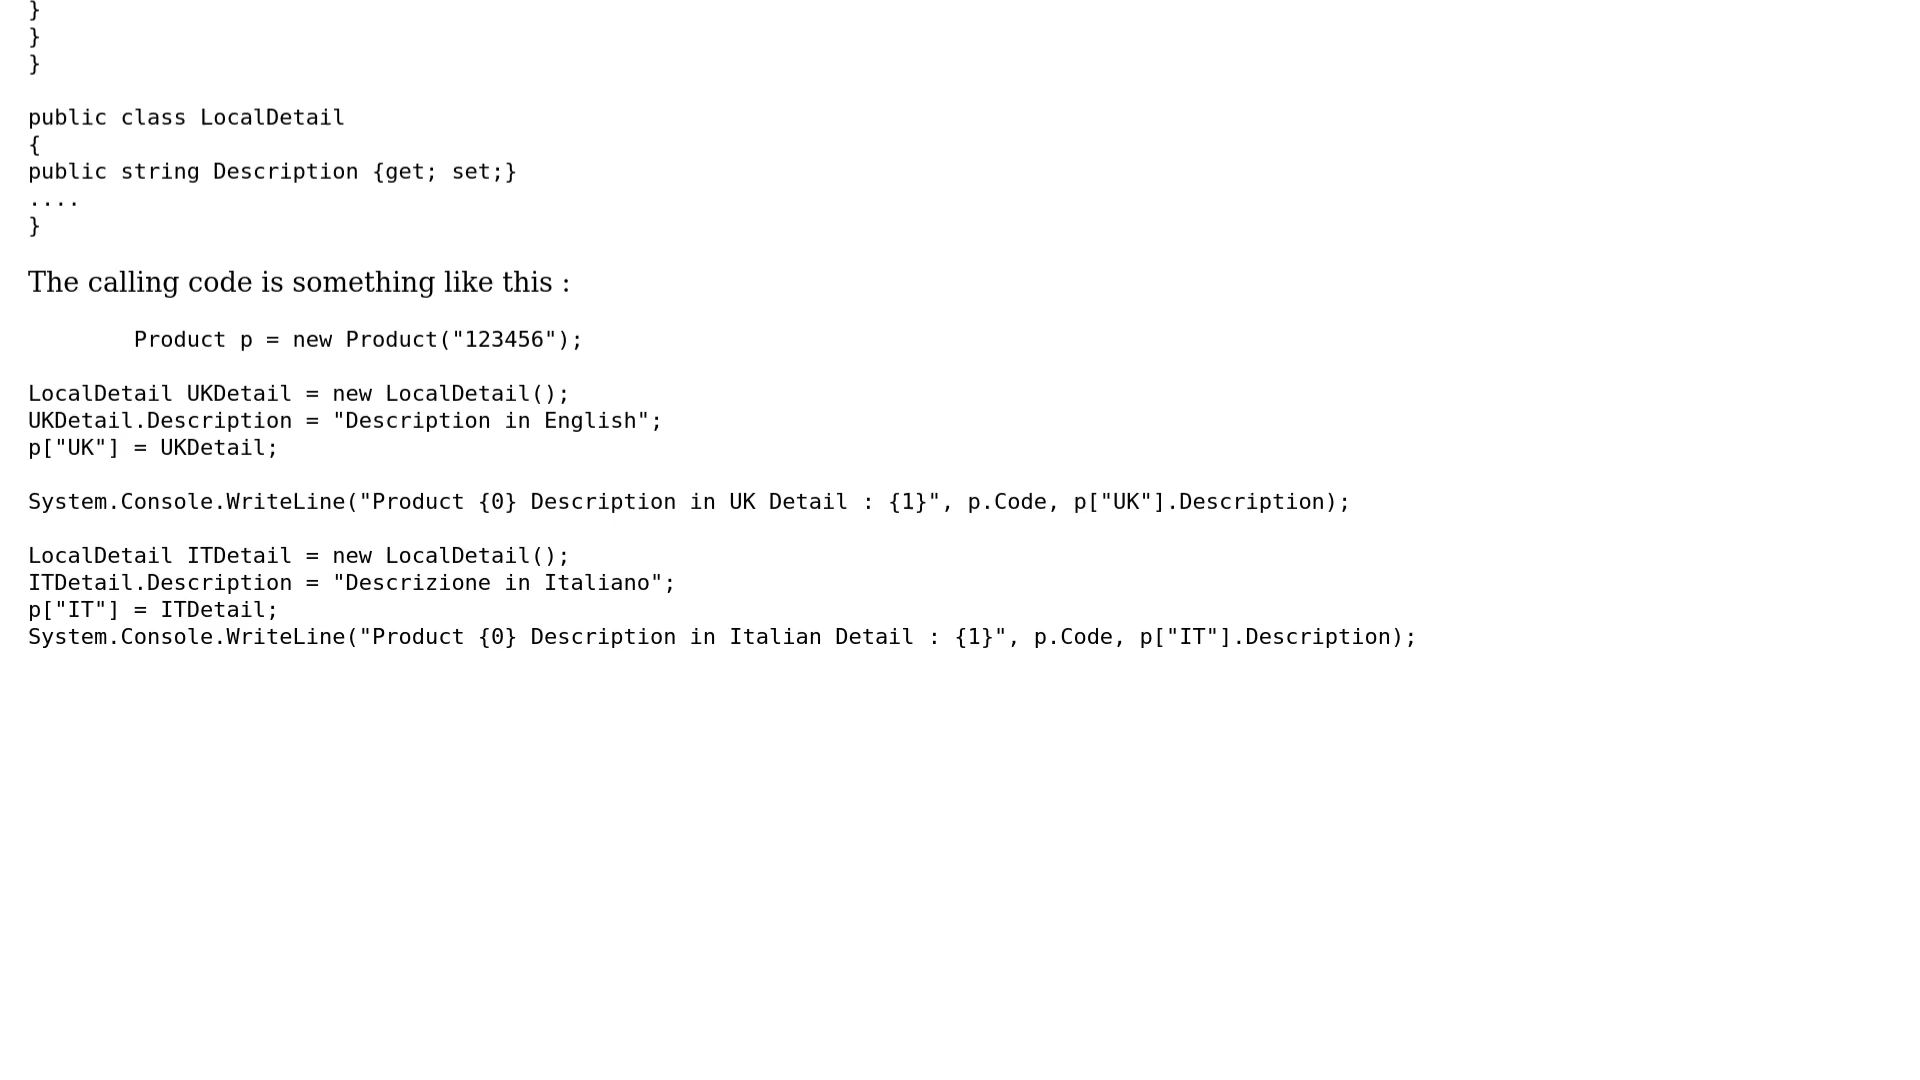 }
}
}
public class LocalDetail
{
public string Description {get; set;}
....
}
The calling code is something like this :
Product p = new Product("123456");
LocalDetail UKDetail = new LocalDetail();
UKDetail.Description = "Description in English";
p["UK"] = UKDetail;
System.Console.WriteLine("Product {0} Description in UK Detail : {1}", p.Code, p["UK"].Description);
LocalDetail ITDetail = new LocalDetail();
ITDetail.Description = "Descrizione in Italiano";
p["IT"] = ITDetail;
System.Console.WriteLine("Product {0} Description in Italian Detail : {1}", p.Code, p["IT"].Description);